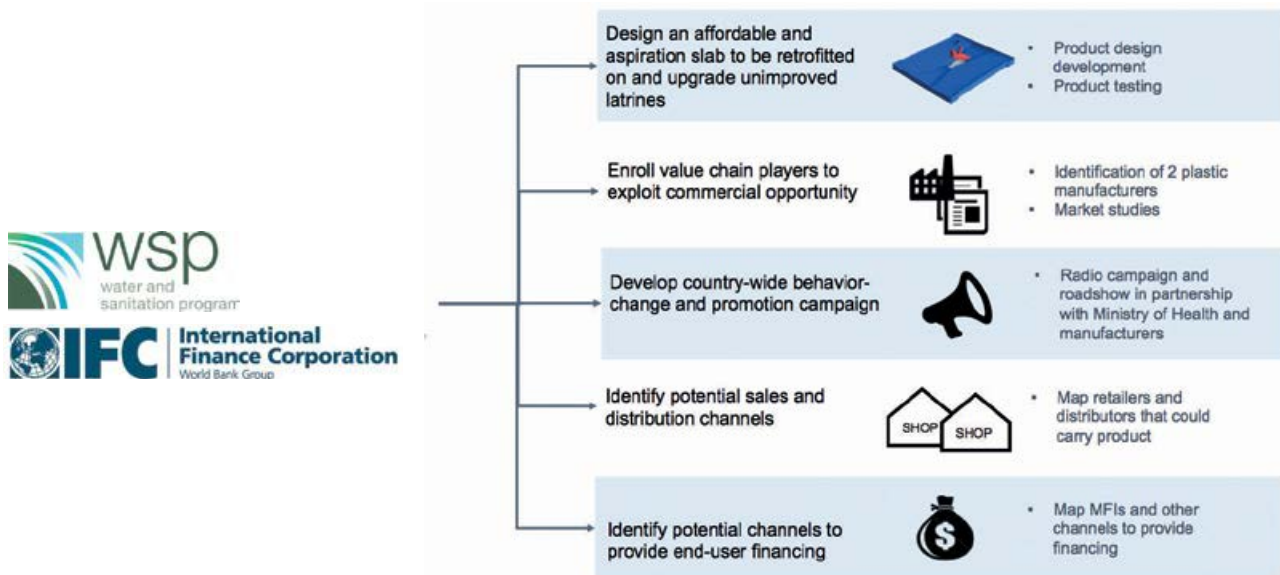 wsp
water and
sanitation program
IFC
International
Finance Corporation
World Bank Group
Design an affordable and
aspiration slab to be retrofitted
on and upgrade unimproved
latrines
• Product design
development
• Product testing
Enroll value chain players to
exploit commercial opportunity
• Identification of 2 plastic
manufacturers
• Market studies
Develop country-wide behavior-
change and promotion campaign
• Radio campaign and
roadshow in partnership
with Ministry of Health and
manufacturers
Identify potential sales and
distribution channels
SHOP
SHOP
• Map retailers and
distributors that could
carry product
Identify potential channels to
provide end-user financing
$
• Map MFIs and other
channels to provide
financing